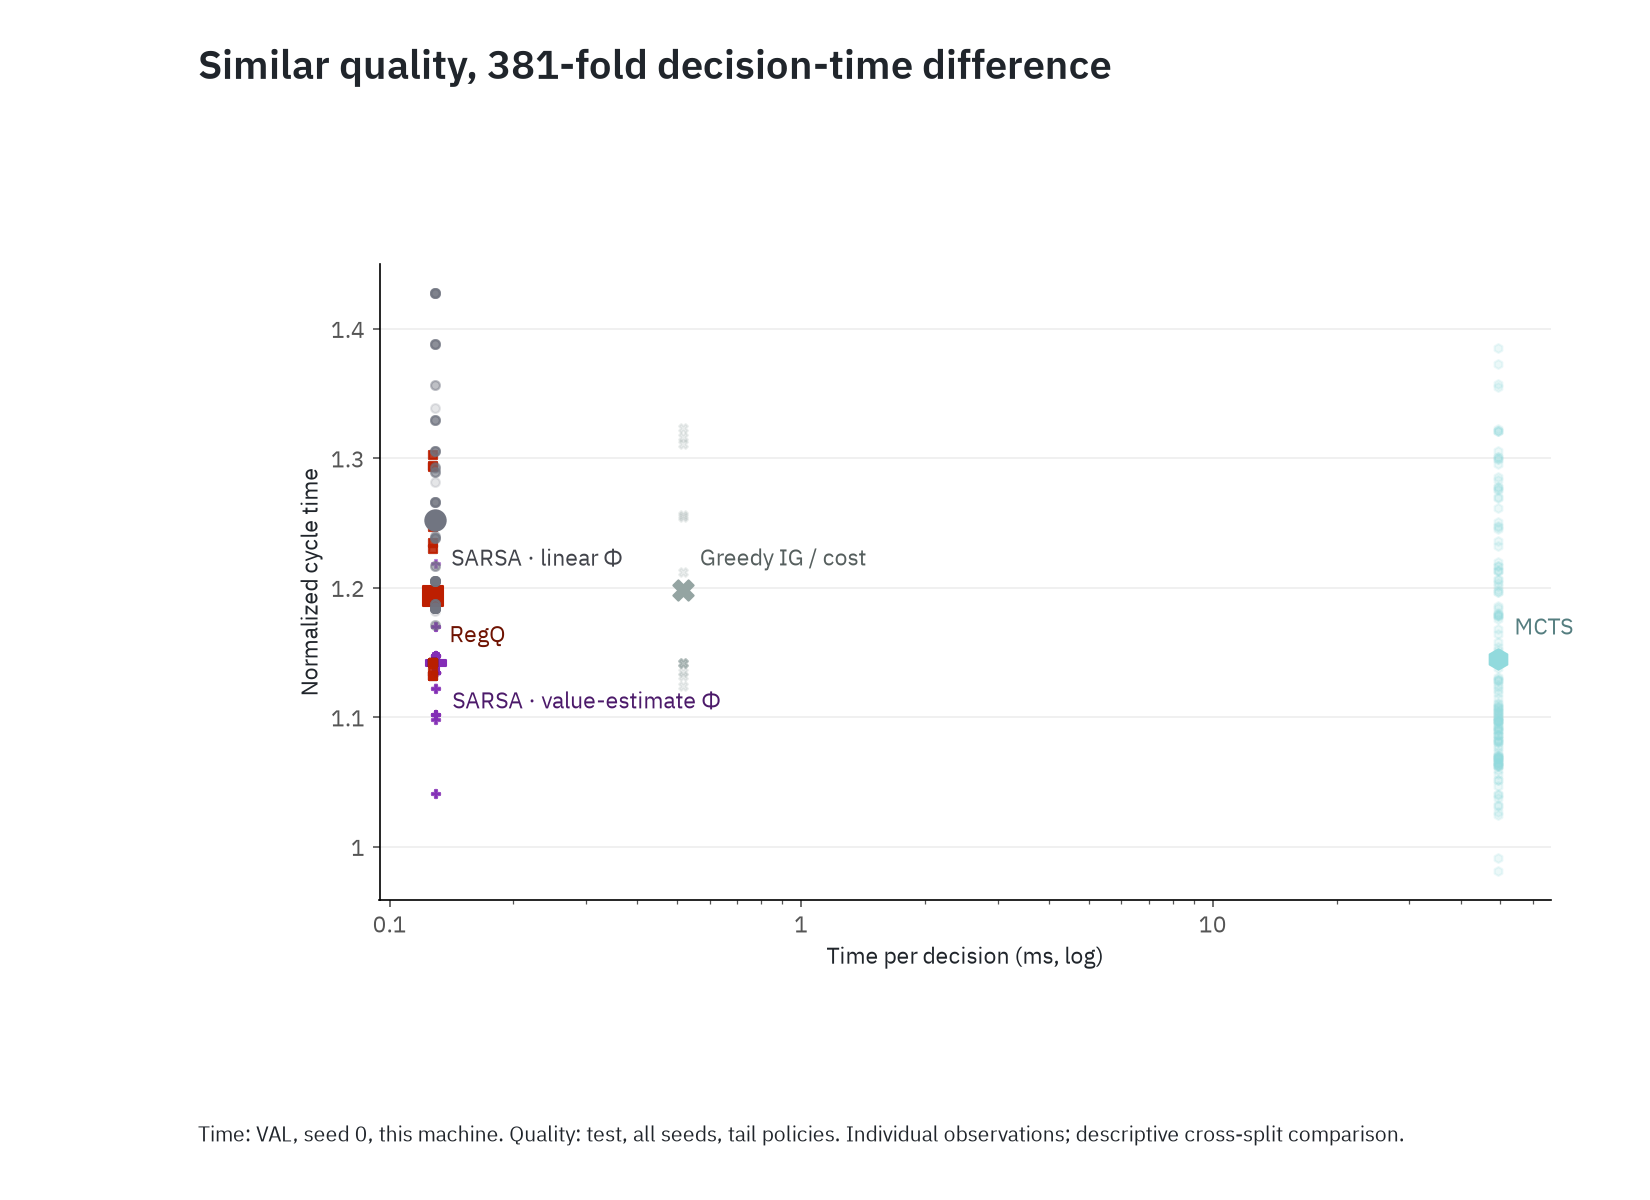 Similar quality, 381-fold decision-time difference
1.4
1.3
1.2
1.1
1
Normalized cycle time
SARSA · linear Φ
Greedy IG / cost
RegQ
MCTS
SARSA · value-estimate Φ
0.1
1
10
Time per decision (ms, log)
Time: VAL, seed 0, this machine. Quality: test, all seeds, tail policies. Individual observations; descriptive cross-split comparison.